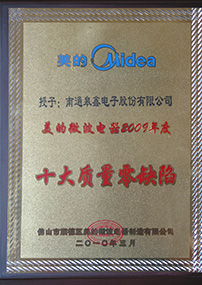 美的 Midea
授予：南通皋鑫电子股份有限公司
美的微波电器2009年度
十大质量零缺陷
佛山市顺德区美的微波电器制造有限公司
二〇一〇年三月